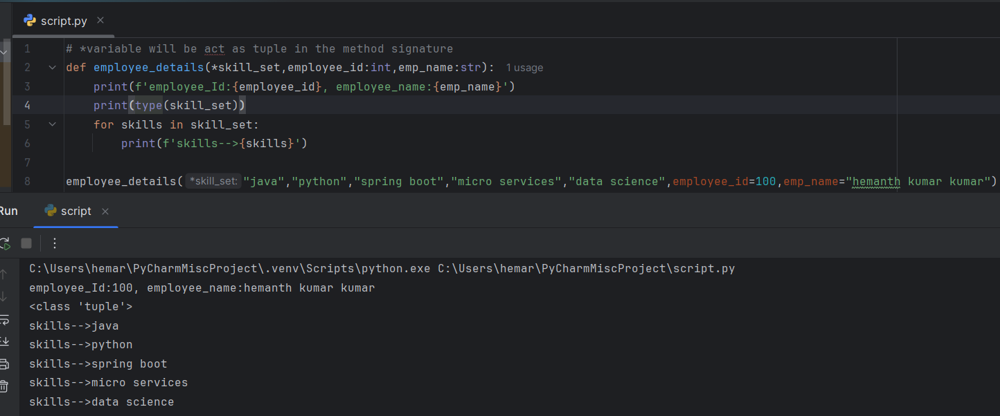 script.py
1 # *variable will be act as tuple in the method signature
2 def employee_details(*skill_set,employee_id:int,emp_name:str): 1 usage
3     print(f'employee_Id:{employee_id}, employee_name:{emp_name}')
4     print(type(skill_set))
5     for skills in skill_set:
6         print(f'skills-->{skills}')
7
8 employee_details( *skill_set: "java","python","spring boot","micro services","data science",employee_id=100,emp_name="hemanth kumar kumar")
Run script
C:\Users\hemar\PyCharmMiscProject\.venv\Scripts\python.exe C:\Users\hemar\PyCharmMiscProject\script.py
employee_Id:100, employee_name:hemanth kumar kumar
<class 'tuple'>
skills-->java
skills-->python
skills-->spring boot
skills-->micro services
skills-->data science